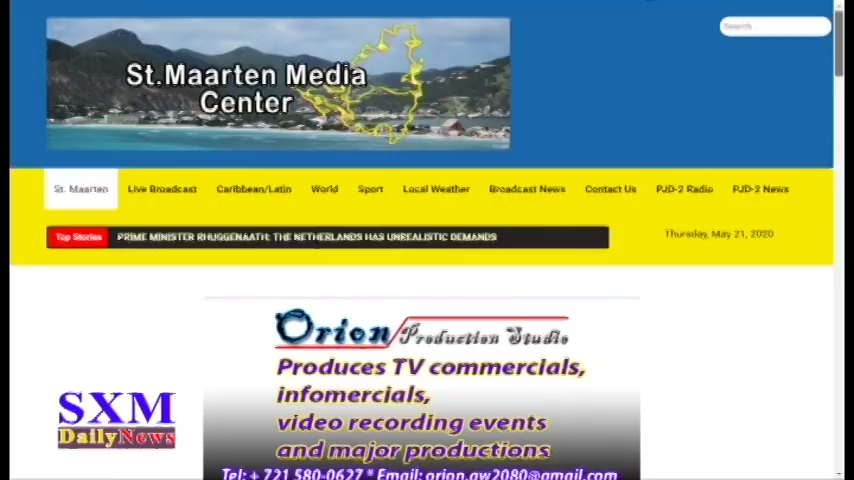 Search
St.Maarten Media
Center
St. Maarten Live Broadcast Caribbean/Latin World Sport Local Weather Broadcast News Contact Us PJD-2 Radio PJD-2 News
Top Stories PRIME MINISTER RHUGGENAATH: THE NETHERLANDS HAS UNREALISTIC DEMANDS
Thursday, May 21, 2020
Orion Production Studio
Produces TV commercials,
infomercials,
video recording events
and major productions
Tel: + 721 580-0627 * Email: orion.gw2080@gmail.com
SXM
DailyNews